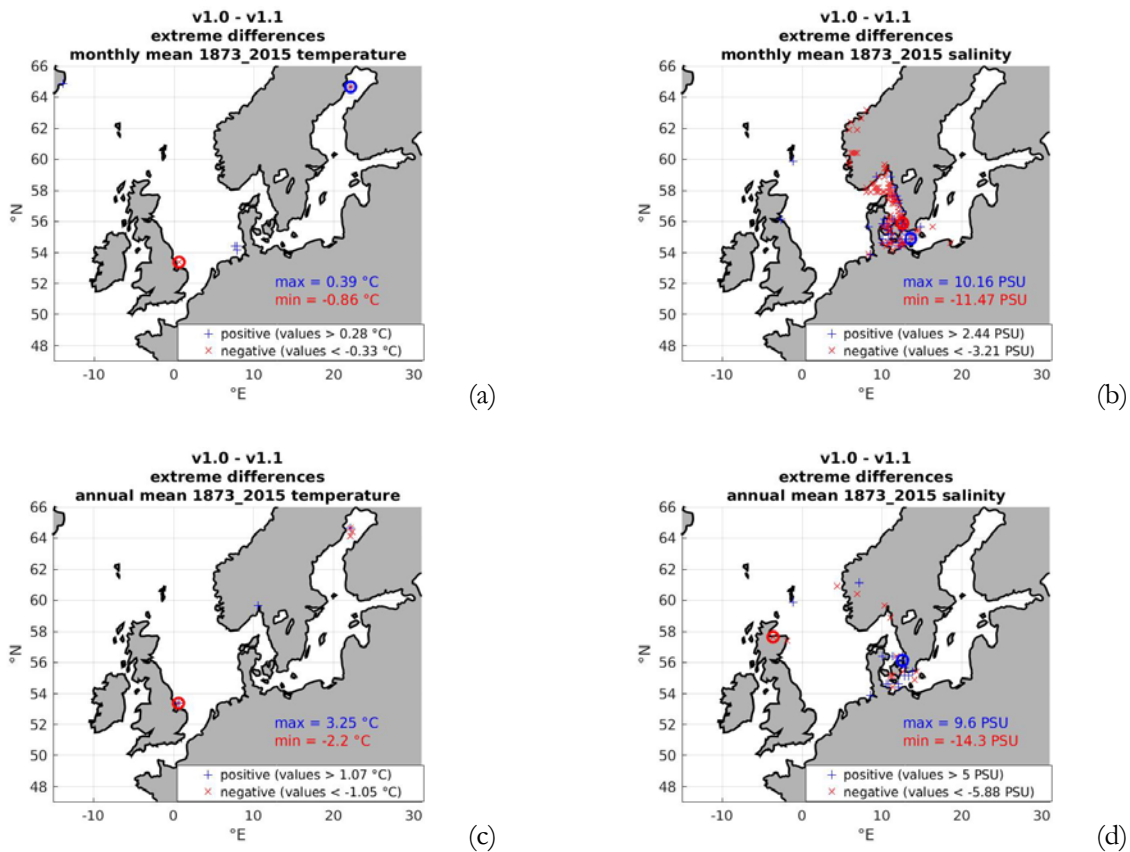 v1.0 - v1.1
extreme differences
monthly mean 1873_2015 temperature
66
64
62
60
58
56
54
52
50
48
°N
max = 0.39 °C
min = -0.86 °C
+ positive (values > 0.28 °C)
× negative (values < -0.33 °C)
-10 0 10 20 30
°E
(a)
v1.0 - v1.1
extreme differences
monthly mean 1873_2015 salinity
66
64
62
60
58
56
54
52
50
48
°N
max = 10.16 PSU
min = -11.47 PSU
+ positive (values > 2.44 PSU)
× negative (values < -3.21 PSU)
-10 0 10 20 30
°E
(b)
v1.0 - v1.1
extreme differences
annual mean 1873_2015 temperature
66
64
62
60
58
56
54
52
50
48
°N
max = 3.25 °C
min = -2.2 °C
+ positive (values > 1.07 °C)
× negative (values < -1.05 °C)
-10 0 10 20 30
°E
(c)
v1.0 - v1.1
extreme differences
annual mean 1873_2015 salinity
66
64
62
60
58
56
54
52
50
48
°N
max = 9.6 PSU
min = -14.3 PSU
+ positive (values > 5 PSU)
× negative (values < -5.88 PSU)
-10 0 10 20 30
°E
(d)